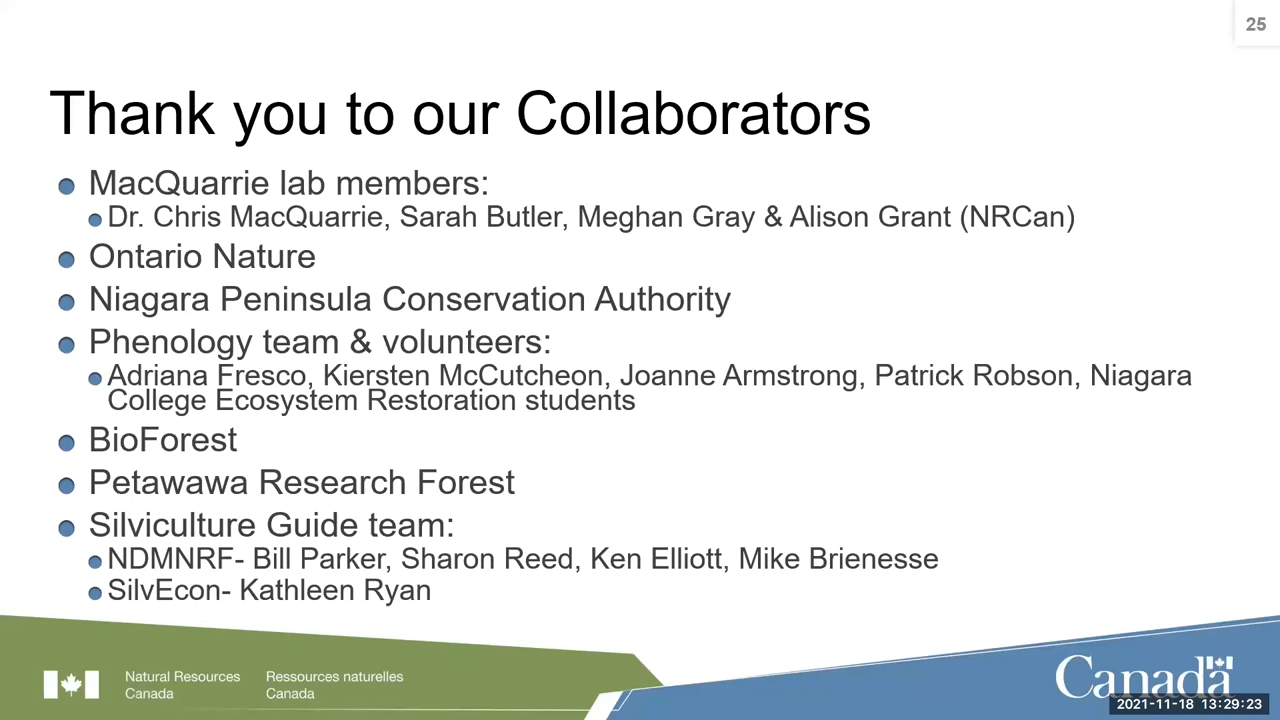 25
Thank you to our Collaborators
MacQuarrie lab members:
Dr. Chris MacQuarrie, Sarah Butler, Meghan Gray & Alison Grant (NRCan)
Ontario Nature
Niagara Peninsula Conservation Authority
Phenology team & volunteers:
Adriana Fresco, Kiersten McCutcheon, Joanne Armstrong, Patrick Robson, Niagara
College Ecosystem Restoration students
BioForest
Petawawa Research Forest
Silviculture Guide team:
NDMNRF- Bill Parker, Sharon Reed, Ken Elliott, Mike Brienesse
SilvEcon- Kathleen Ryan
Natural Resources
Canada
Ressources naturelles
Canada
Canada
2021-11-18 13:29:23